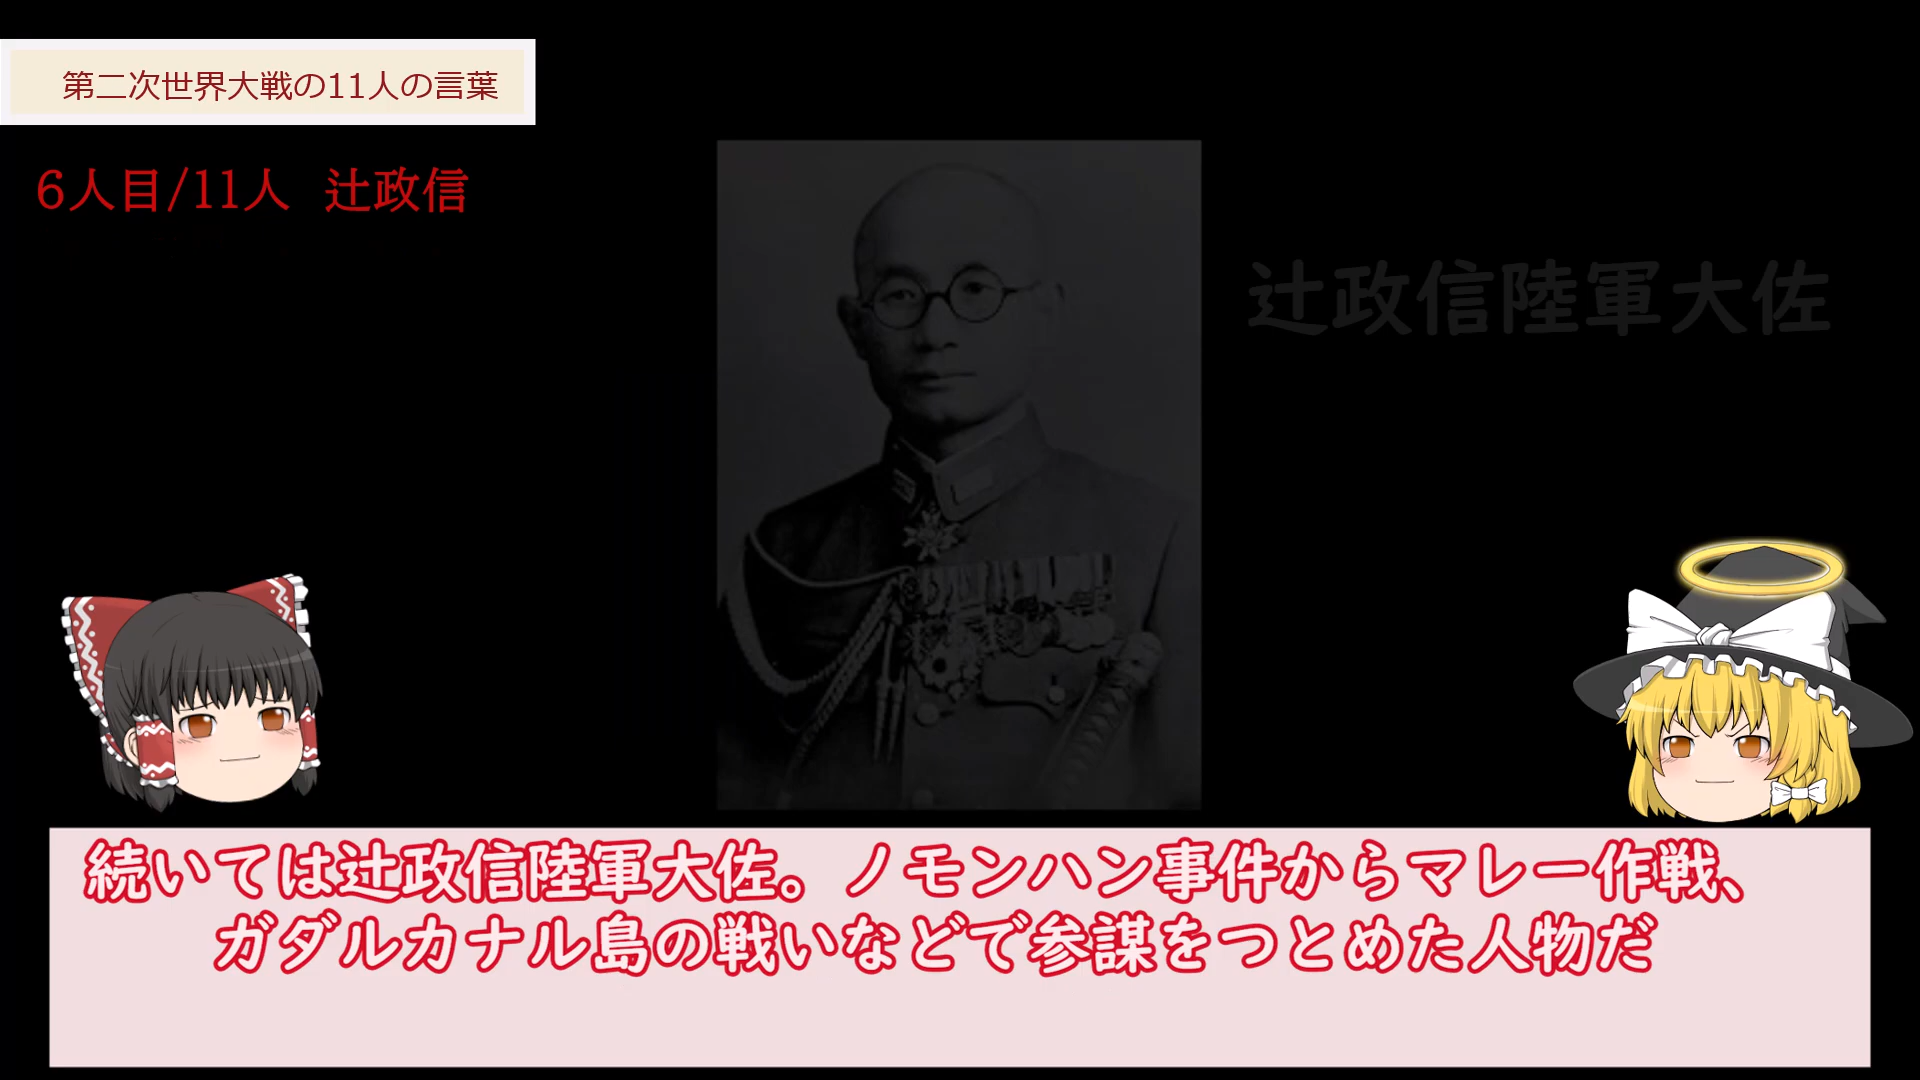 第二次世界大戦の11人の言葉
6人目/11人　辻政信
辻政信陸軍大佐
続いては辻政信陸軍大佐。ノモンハン事件からマレー作戦、
ガダルカナル島の戦いなどで参謀をつとめた人物だ